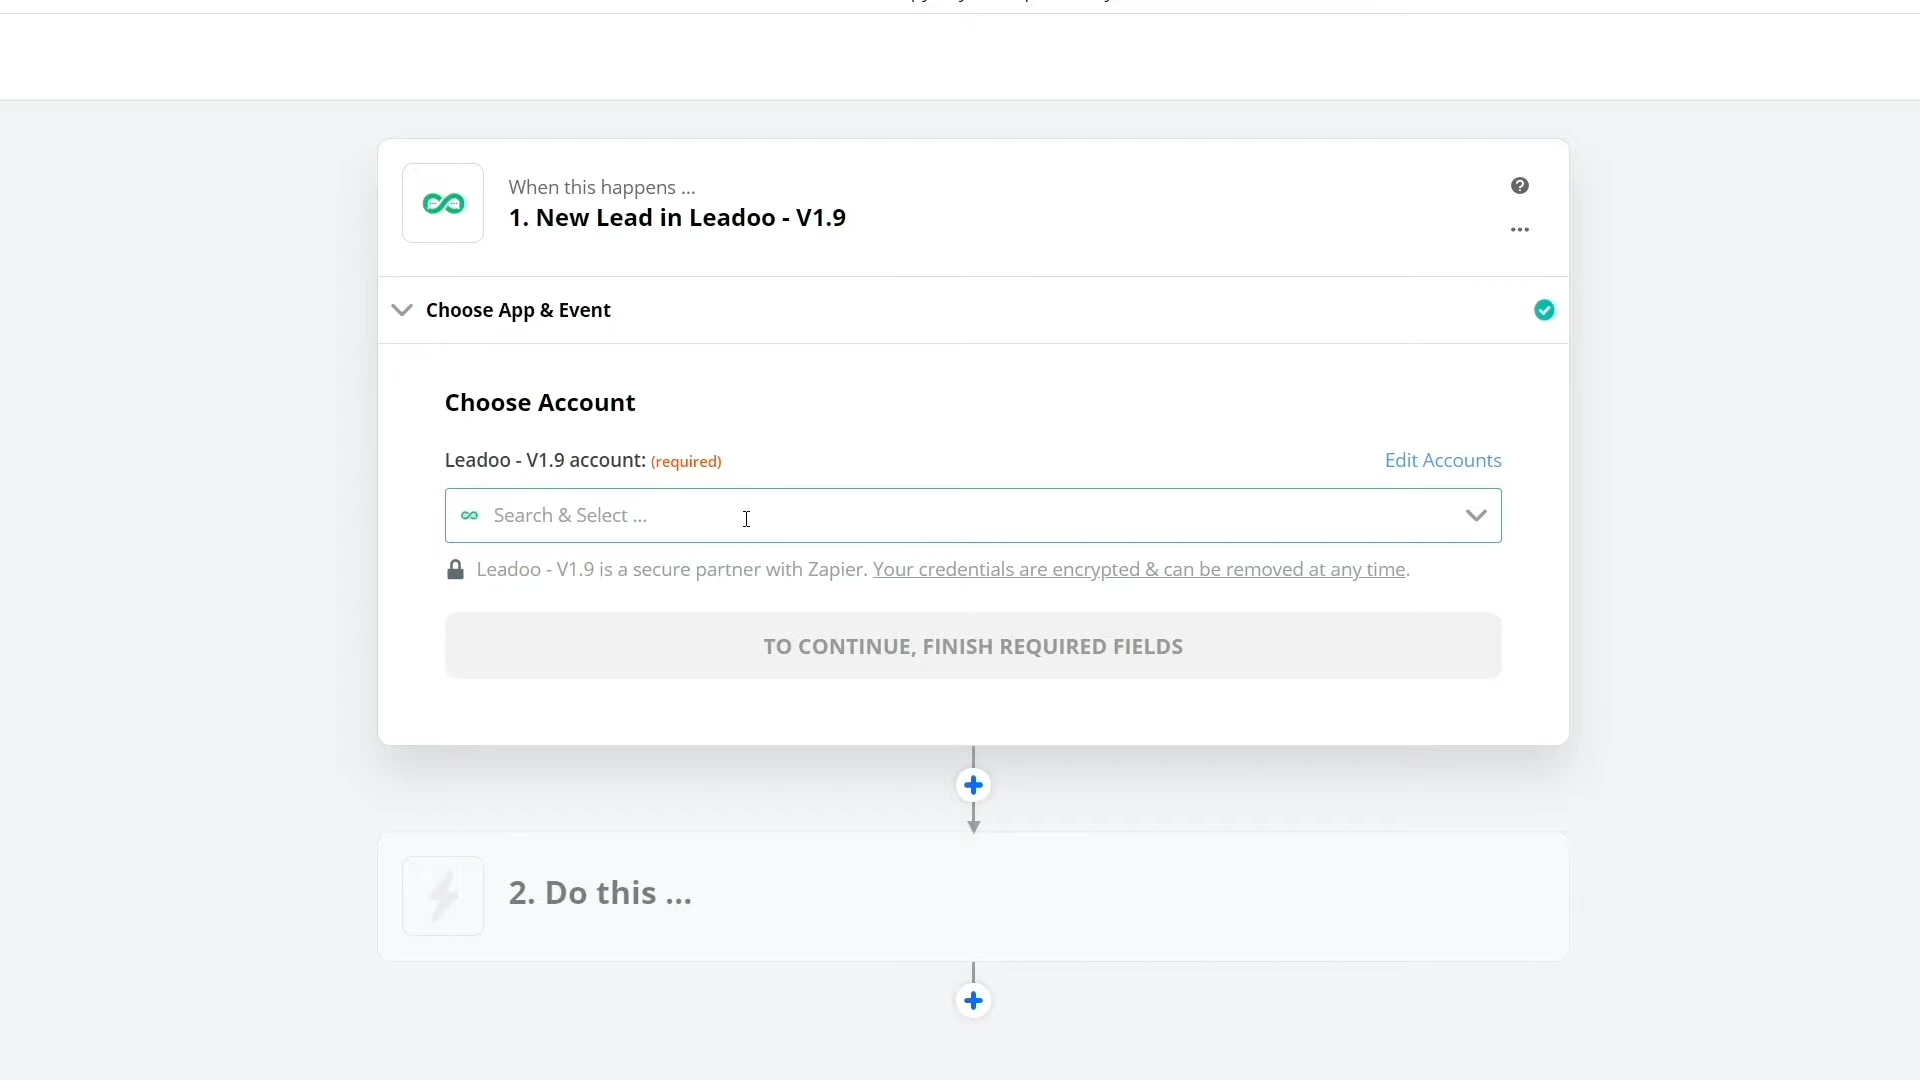 When this happens ...
1. New Lead in Leadoo - V1.9
Choose App & Event
Choose Account
Leadoo - V1.9 account: (required)
Edit Accounts
Search & Select ...
Leadoo - V1.9 is a secure partner with Zapier. Your credentials are encrypted & can be removed at any time.
TO CONTINUE, FINISH REQUIRED FIELDS
2. Do this ...